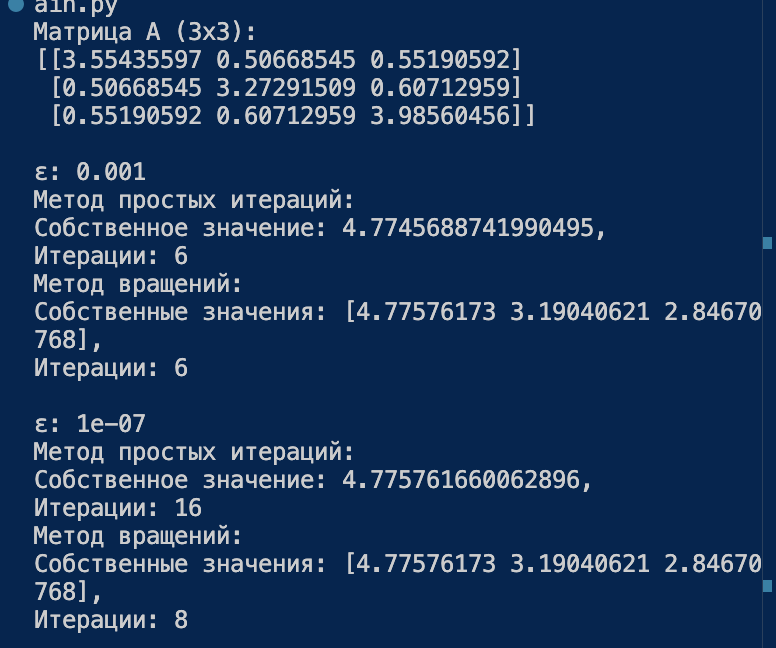 ain.py
Матрица A (3x3):
[[3.55435597 0.50668545 0.55190592]
[0.50668545 3.27291509 0.60712959]
[0.55190592 0.60712959 3.98560456]]
ε: 0.001
Метод простых итераций:
Собственное значение: 4.7745688741990495,
Итерации: 6
Метод вращений:
Собственные значения: [4.77576173 3.19040621 2.84670
768],
Итерации: 6
ε: 1e-07
Метод простых итераций:
Собственное значение: 4.775761660062896,
Итерации: 16
Метод вращений:
Собственные значения: [4.77576173 3.19040621 2.84670
768],
Итерации: 8